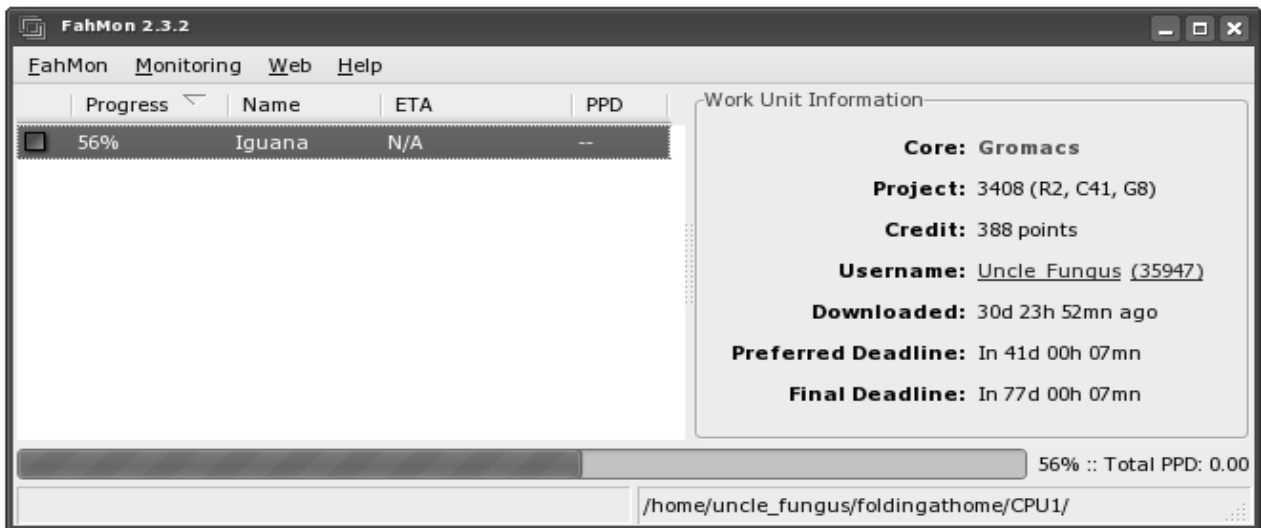 FahMon 2.3.2
FahMon Monitoring Web Help
Progress Name ETA PPD
56% Iguana N/A --
Work Unit Information
Core: Gromacs
Project: 3408 (R2, C41, G8)
Credit: 388 points
Username: Uncle_Fungus (35947)
Downloaded: 30d 23h 52mn ago
Preferred Deadline: In 41d 00h 07mn
Final Deadline: In 77d 00h 07mn
56% :: Total PPD: 0.00
/home/uncle_fungus/foldingathome/CPU1/